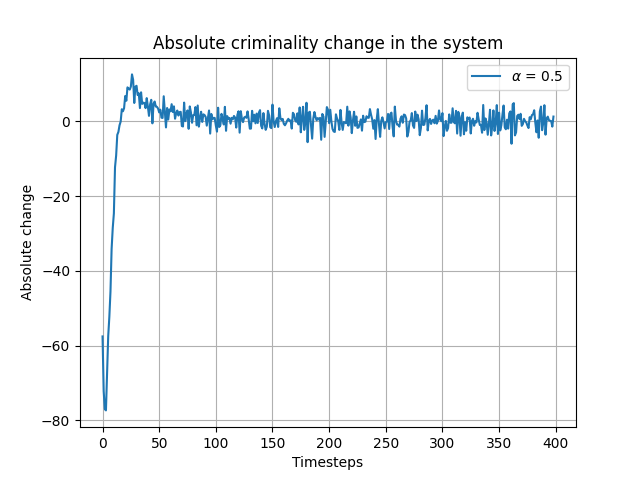 Absolute criminality change in the system
α = 0.5
0
−20
−40
−60
−80
Absolute change
0 50 100 150 200 250 300 350 400
Timesteps